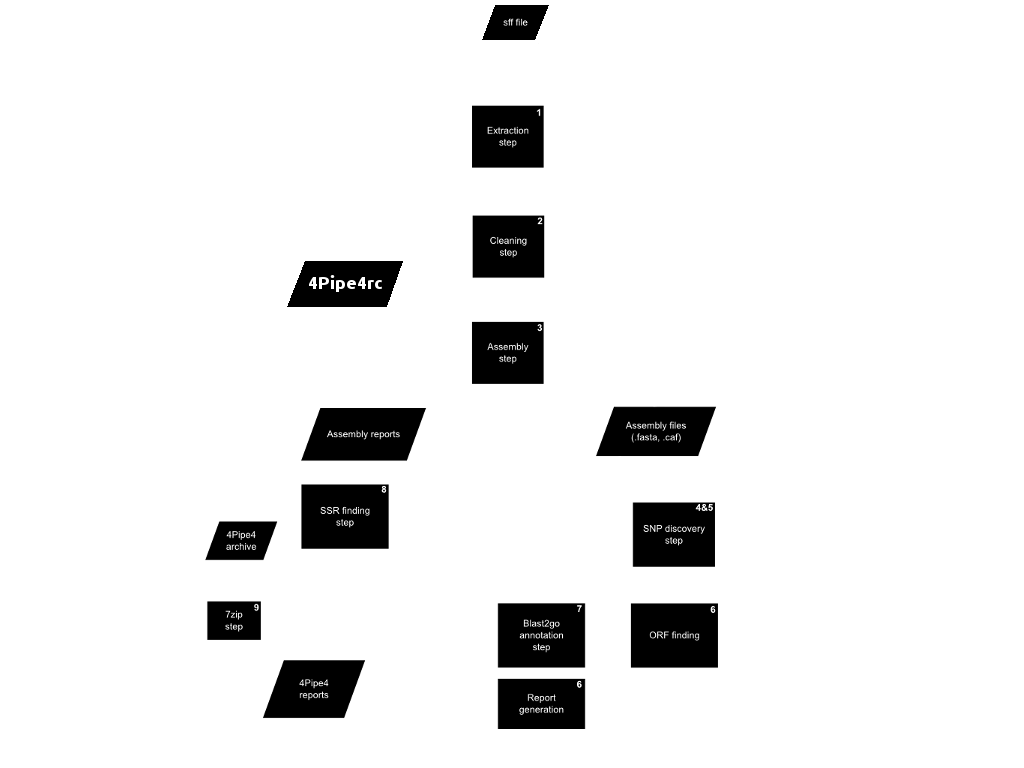 sff file
1
Extraction
step
2
Cleaning
step
4Pipe4rc
3
Assembly
step
Assembly reports
Assembly files
(.fasta, .caf)
8
SSR finding
step
4&5
SNP discovery
step
4Pipe4
archive
9
7zip
step
7
Blast2go
annotation
step
6
ORF finding
4Pipe4
reports
6
Report
generation